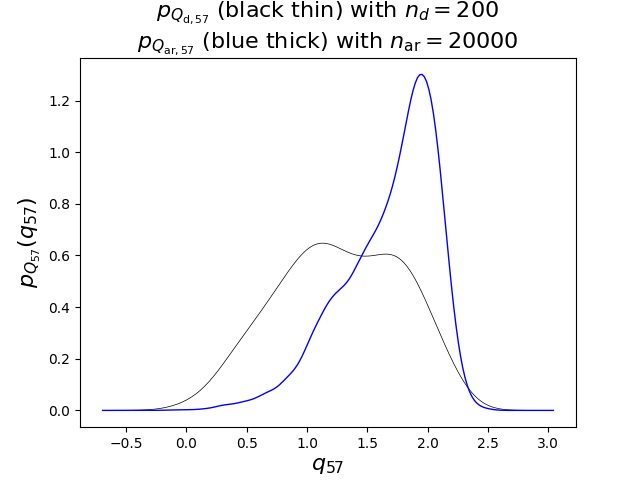 $p_{Q_{\mathrm{d},57}}$ (black thin) with $n_d = 200$
$p_{Q_{\mathrm{ar},57}}$ (blue thick) with $n_{\mathrm{ar}} = 20000$
$p_{Q_{57}}(q_{57})$
1.2
1.0
0.8
0.6
0.4
0.2
0.0
−0.5 0.0 0.5 1.0 1.5 2.0 2.5 3.0
$q_{57}$